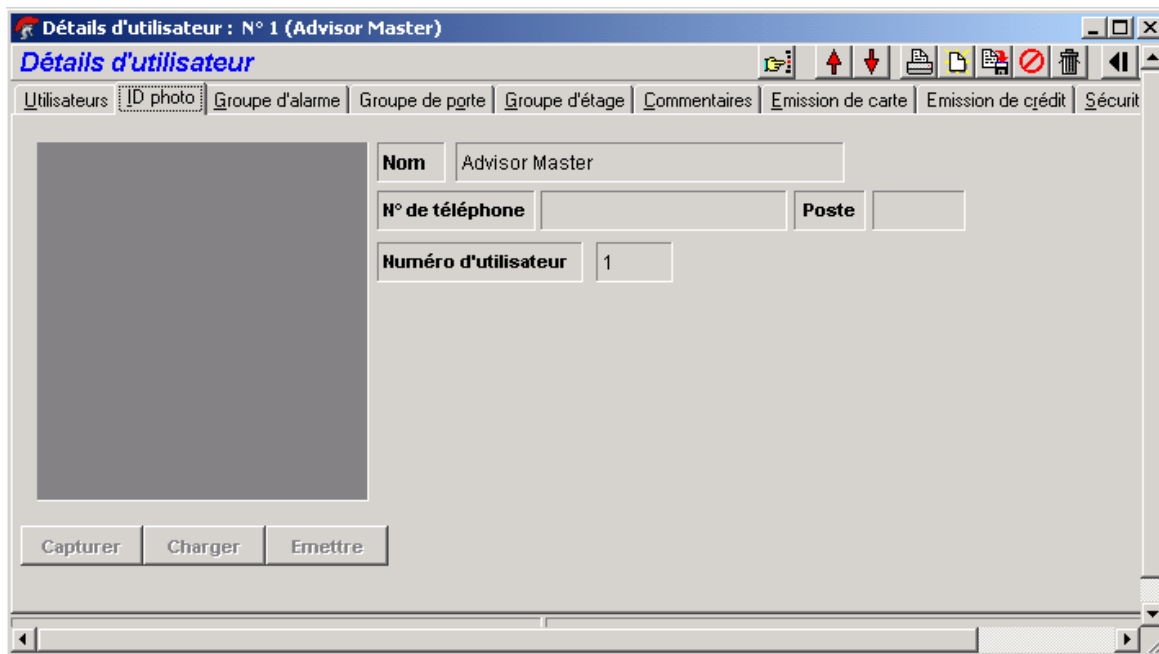 Détails d'utilisateur : N° 1 (Advisor Master)
Détails d'utilisateur
Utilisateurs ID photo Groupe d'alarme Groupe de porte Groupe d'étage Commentaires Emission de carte Emission de crédit Sécurit
Nom Advisor Master
N° de téléphone Poste
Numéro d'utilisateur 1
Capturer Charger Emettre